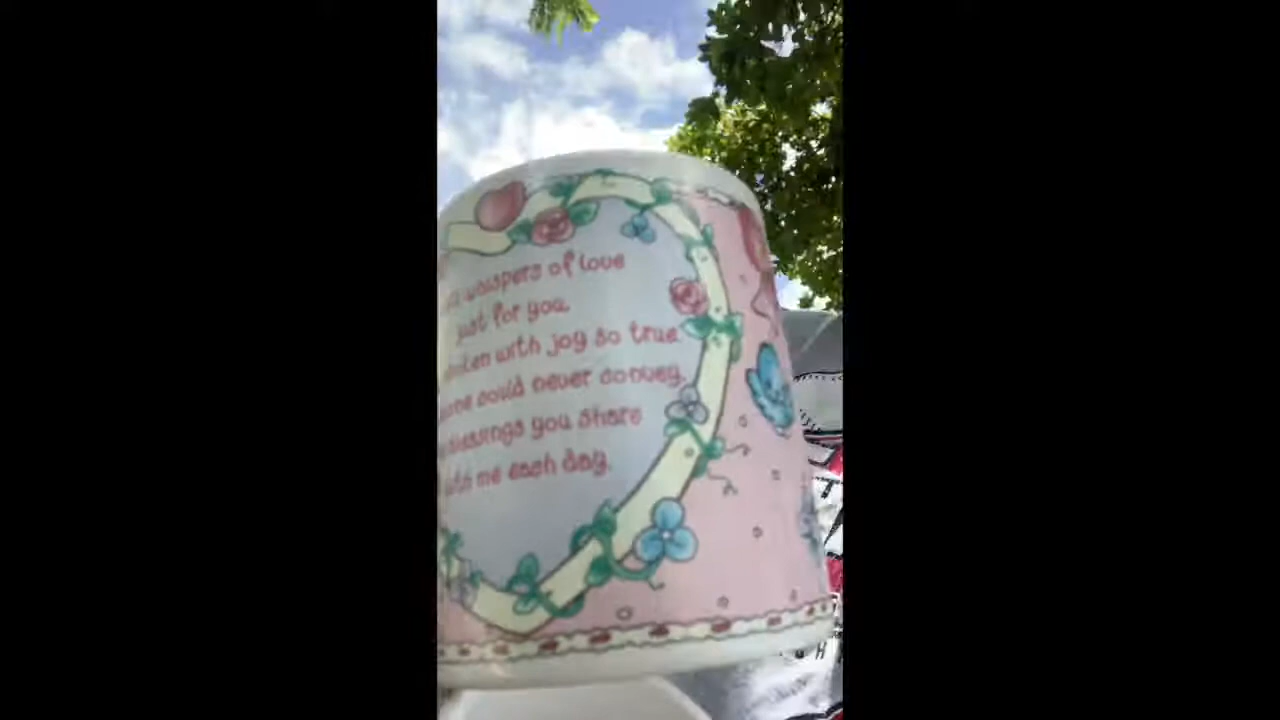 whispers of love
just for you.
with joy so true
could never convey,
blessings you share
with me each day.